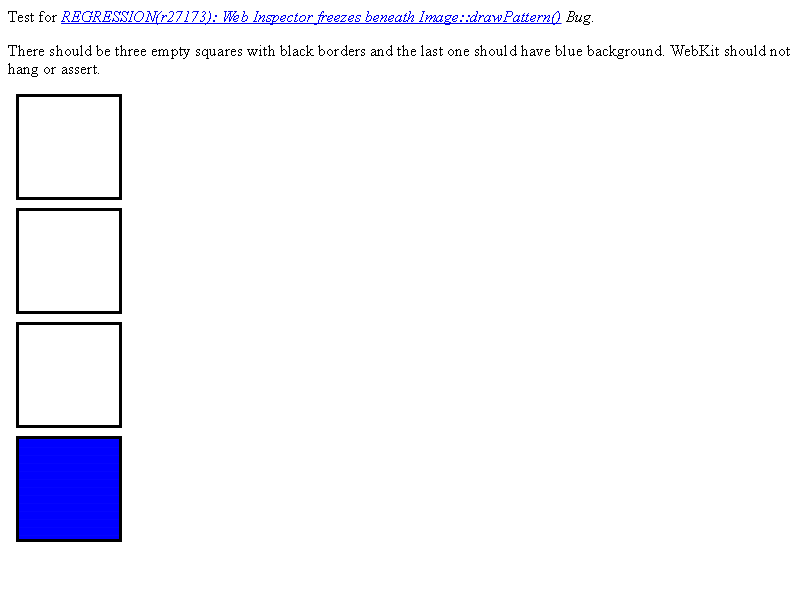 Test for REGRESSION(r27173): Web Inspector freezes beneath Image::drawPattern() Bug.
There should be three empty squares with black borders and the last one should have blue background. WebKit should not
hang or assert.